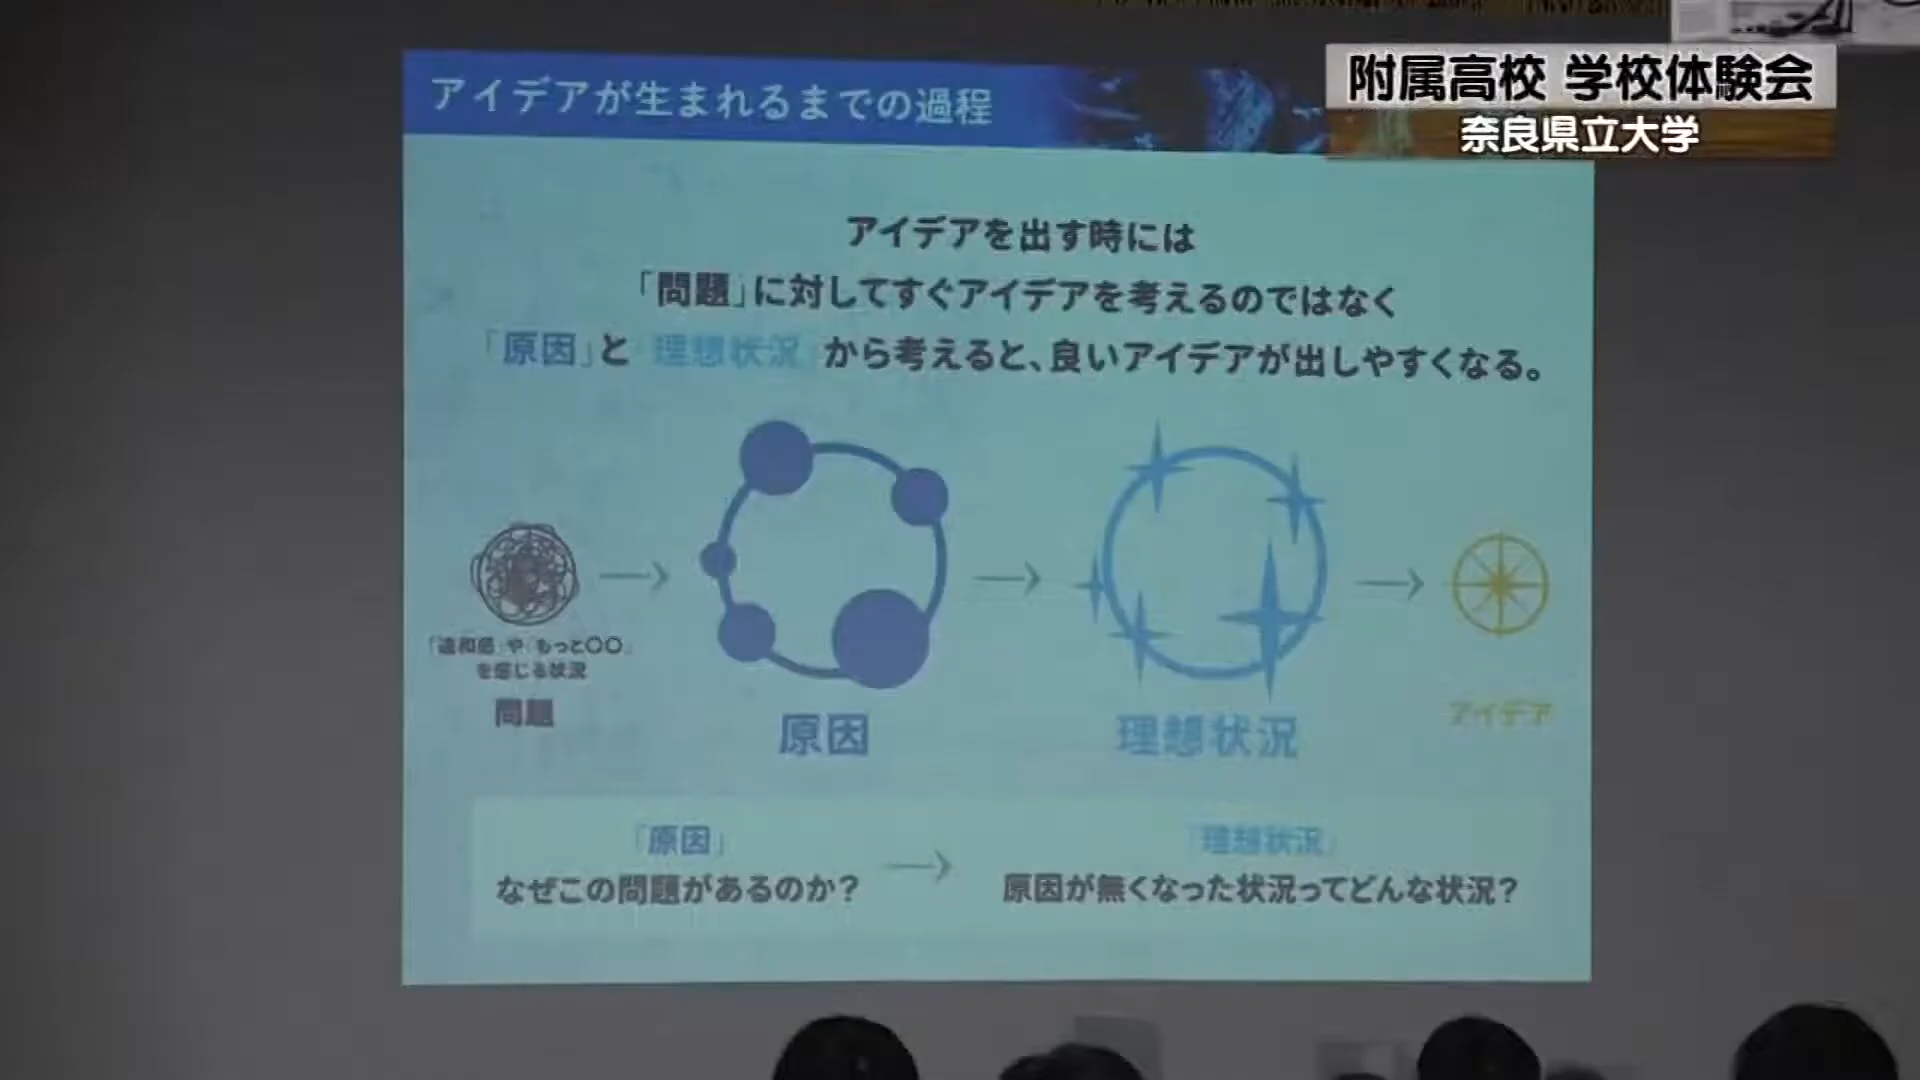 附属高校 学校体験会
奈良県立大学
アイデアが生まれるまでの過程
アイデアを出す時には
「問題」に対してすぐアイデアを考えるのではなく
「原因」と 理想状況 から考えると、良いアイデアが出しやすくなる。
「違和感」や「もっと〇〇」
を感じる状況
問題
原因
理想状況
アイデア
「原因」
なぜこの問題があるのか?
「理想状況」
原因が無くなった状況ってどんな状況?